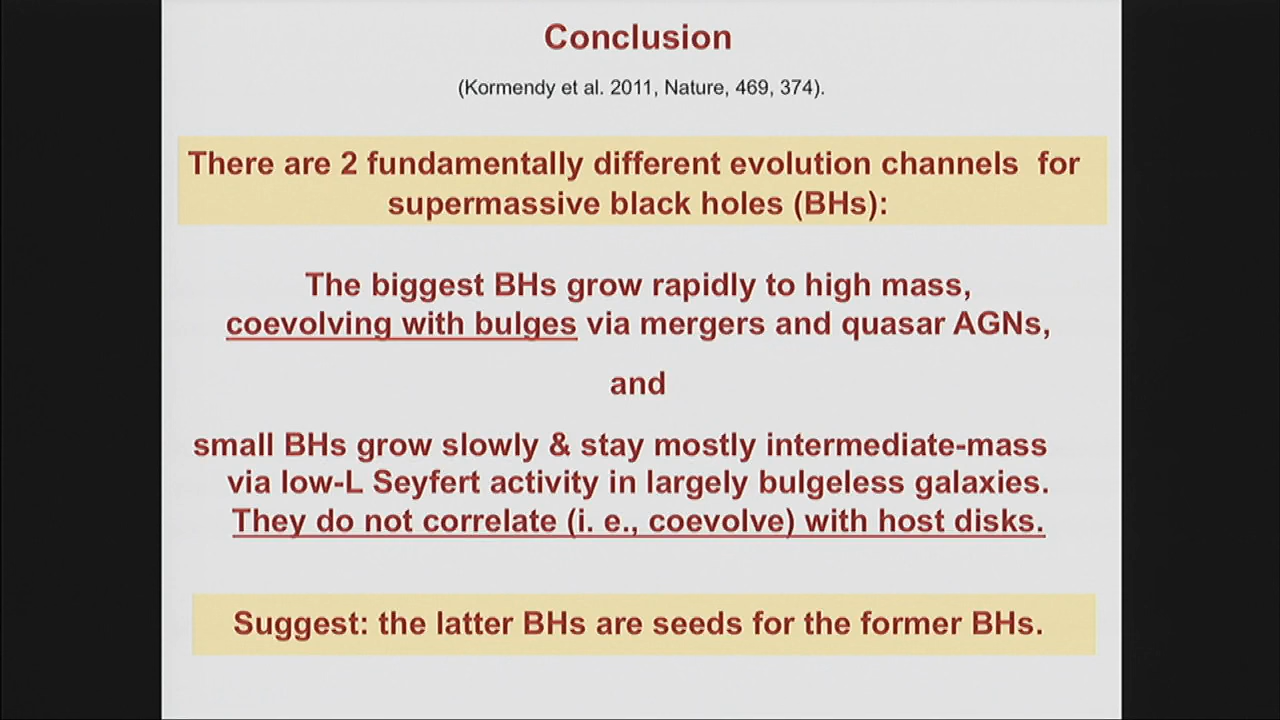 Conclusion
(Kormendy et al. 2011, Nature, 469, 374).
There are 2 fundamentally different evolution channels for
supermassive black holes (BHs):
The biggest BHs grow rapidly to high mass,
coevolving with bulges via mergers and quasar AGNs,
and
small BHs grow slowly & stay mostly intermediate-mass
via low-L Seyfert activity in largely bulgeless galaxies.
They do not correlate (i. e., coevolve) with host disks.
Suggest: the latter BHs are seeds for the former BHs.